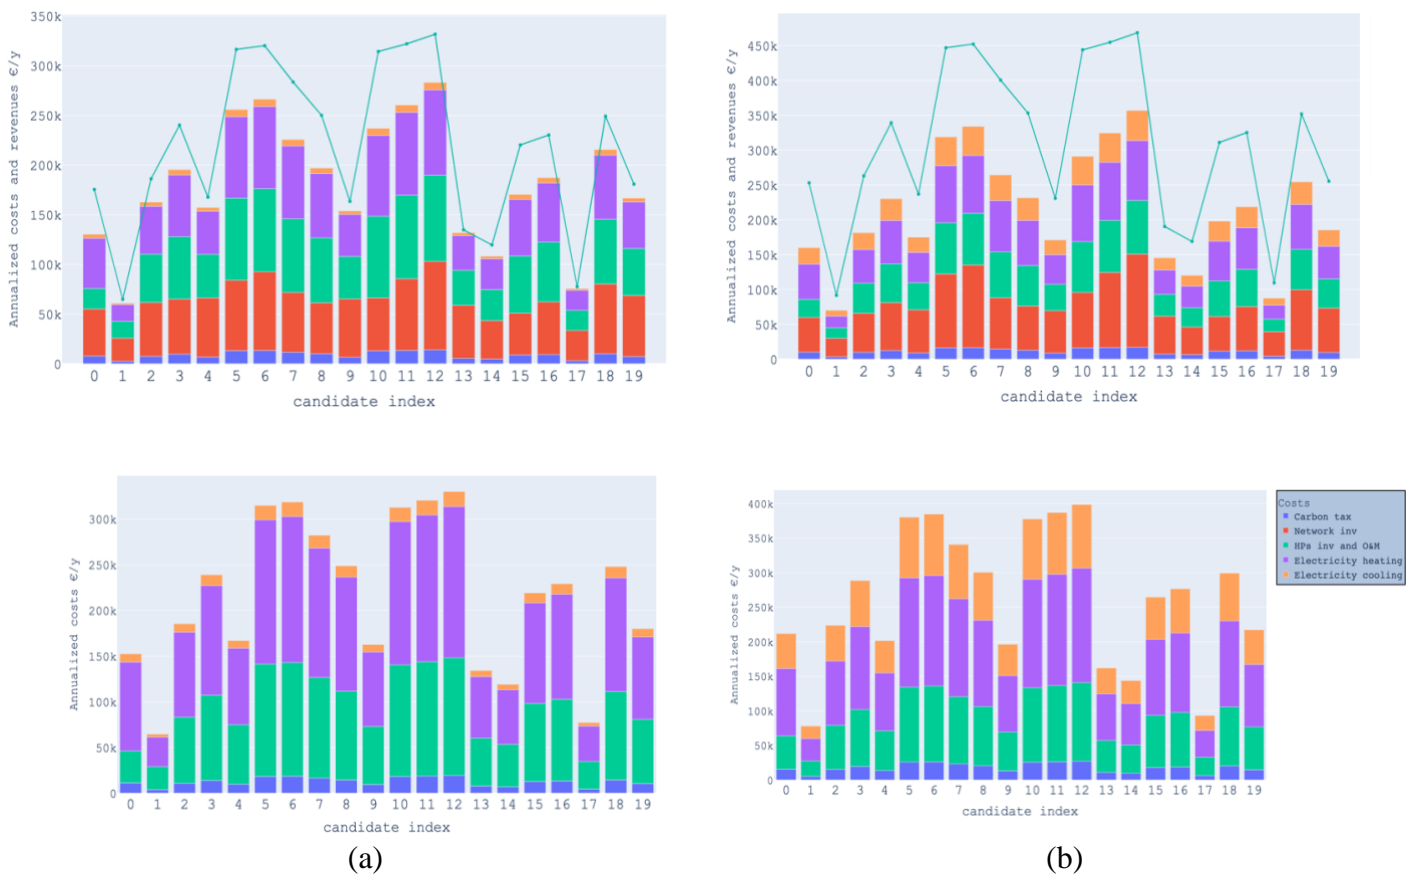 Annualized costs and revenues €/y
350k
300k
250k
200k
150k
100k
50k
0
0 1 2 3 4 5 6 7 8 9 10 11 12 13 14 15 16 17 18 19
candidate index
Annualized costs and revenues €/y
450k
400k
350k
300k
250k
200k
150k
100k
50k
0
0 1 2 3 4 5 6 7 8 9 10 11 12 13 14 15 16 17 18 19
candidate index
Annualized costs €/y
300k
250k
200k
150k
100k
50k
0
0 1 2 3 4 5 6 7 8 9 10 11 12 13 14 15 16 17 18 19
candidate index
(a)
Annualized costs €/y
400k
350k
300k
250k
200k
150k
100k
50k
0
0 1 2 3 4 5 6 7 8 9 10 11 12 13 14 15 16 17 18 19
candidate index
Costs
Carbon tax
Network inv
HPs inv and O&M
Electricity heating
Electricity cooling
(b)